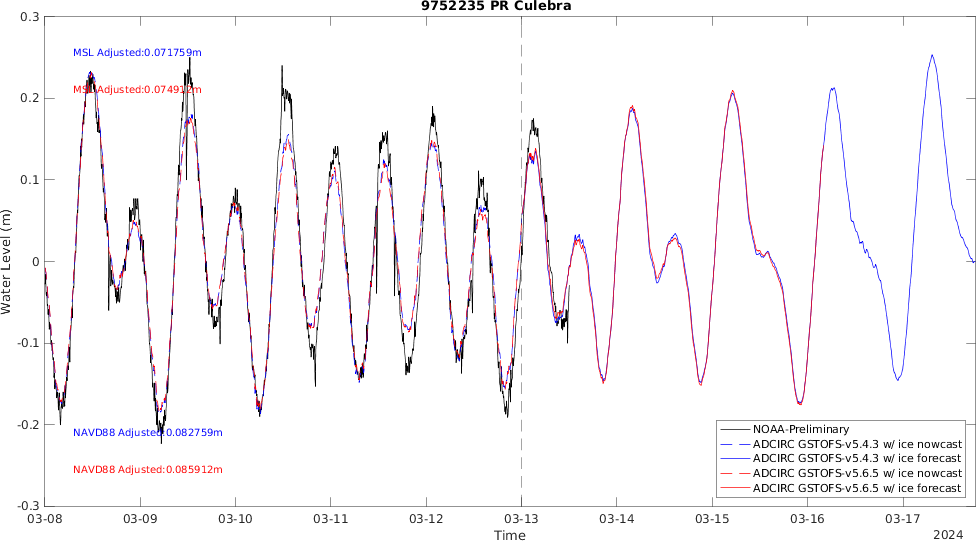 9752235 PR Culebra
0.3
0.2
0.1
0
-0.1
-0.2
-0.3
Water Level (m)
MSL Adjusted:0.071759m
MSL Adjusted:0.074912m
NAVD88 Adjusted:0.082759m
NAVD88 Adjusted:0.085912m
NOAA-Preliminary
ADCIRC GSTOFS-v5.4.3 w/ ice nowcast
ADCIRC GSTOFS-v5.4.3 w/ ice forecast
ADCIRC GSTOFS-v5.6.5 w/ ice nowcast
ADCIRC GSTOFS-v5.6.5 w/ ice forecast
03-08 03-09 03-10 03-11 03-12 03-13 03-14 03-15 03-16 03-17
Time
2024